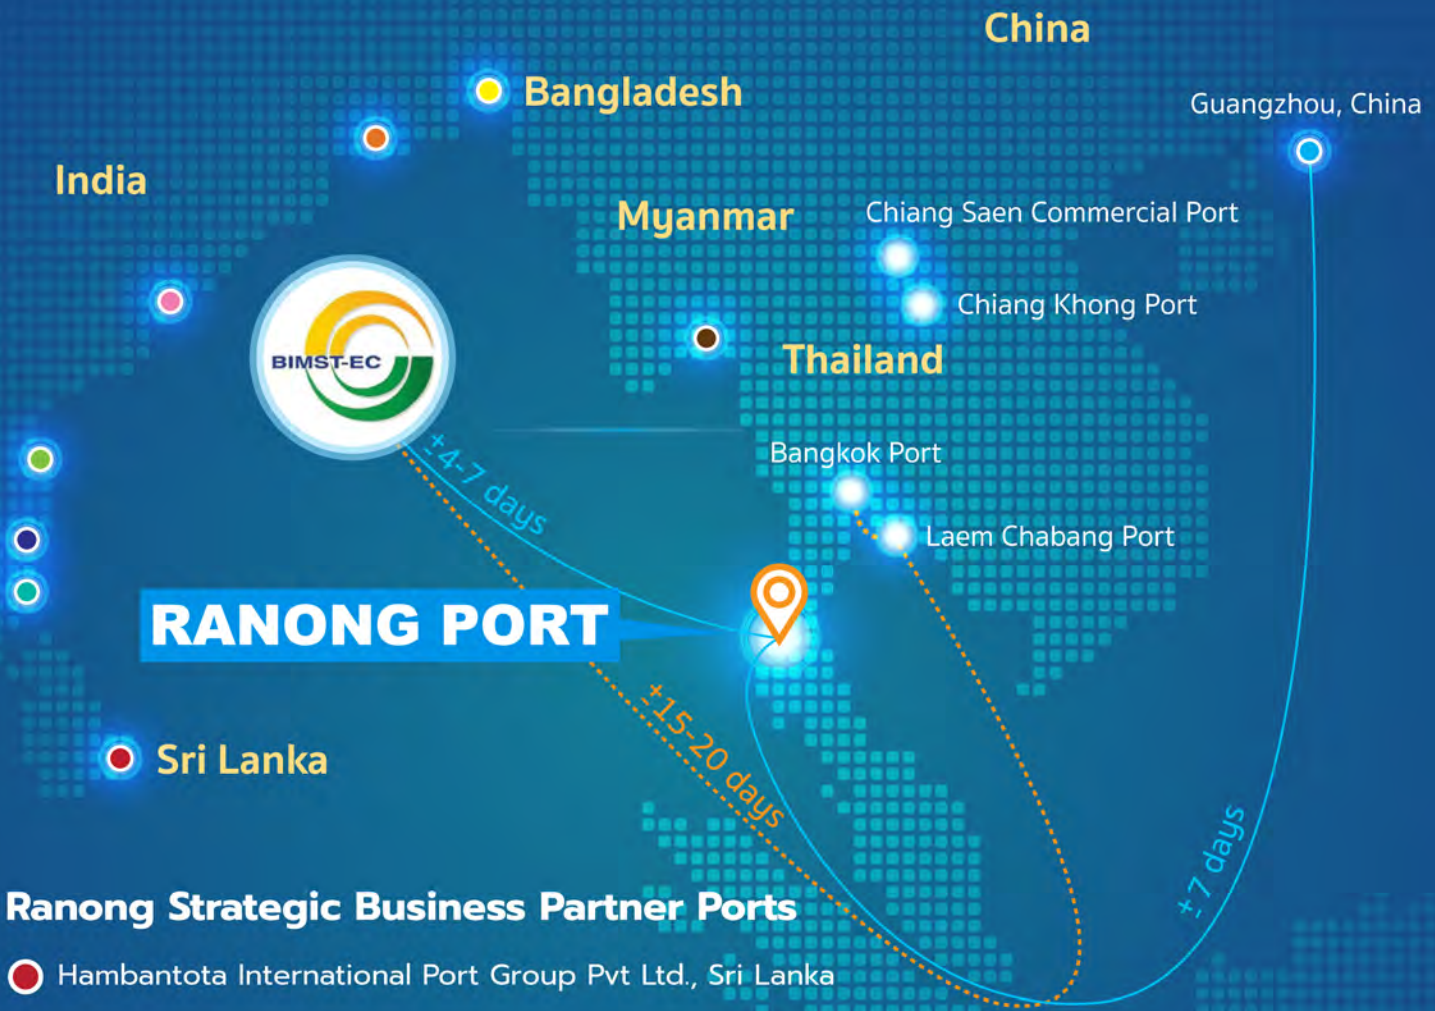 China
Bangladesh
Guangzhou, China
India
Myanmar
Chiang Saen Commercial Port
Chiang Khong Port
BIMST-EC
Thailand
±4-7 days
Bangkok Port
Laem Chabang Port
RANONG PORT
±15-20 days
Sri Lanka
±7 days
Ranong Strategic Business Partner Ports
Hambantota International Port Group Pvt Ltd., Sri Lanka